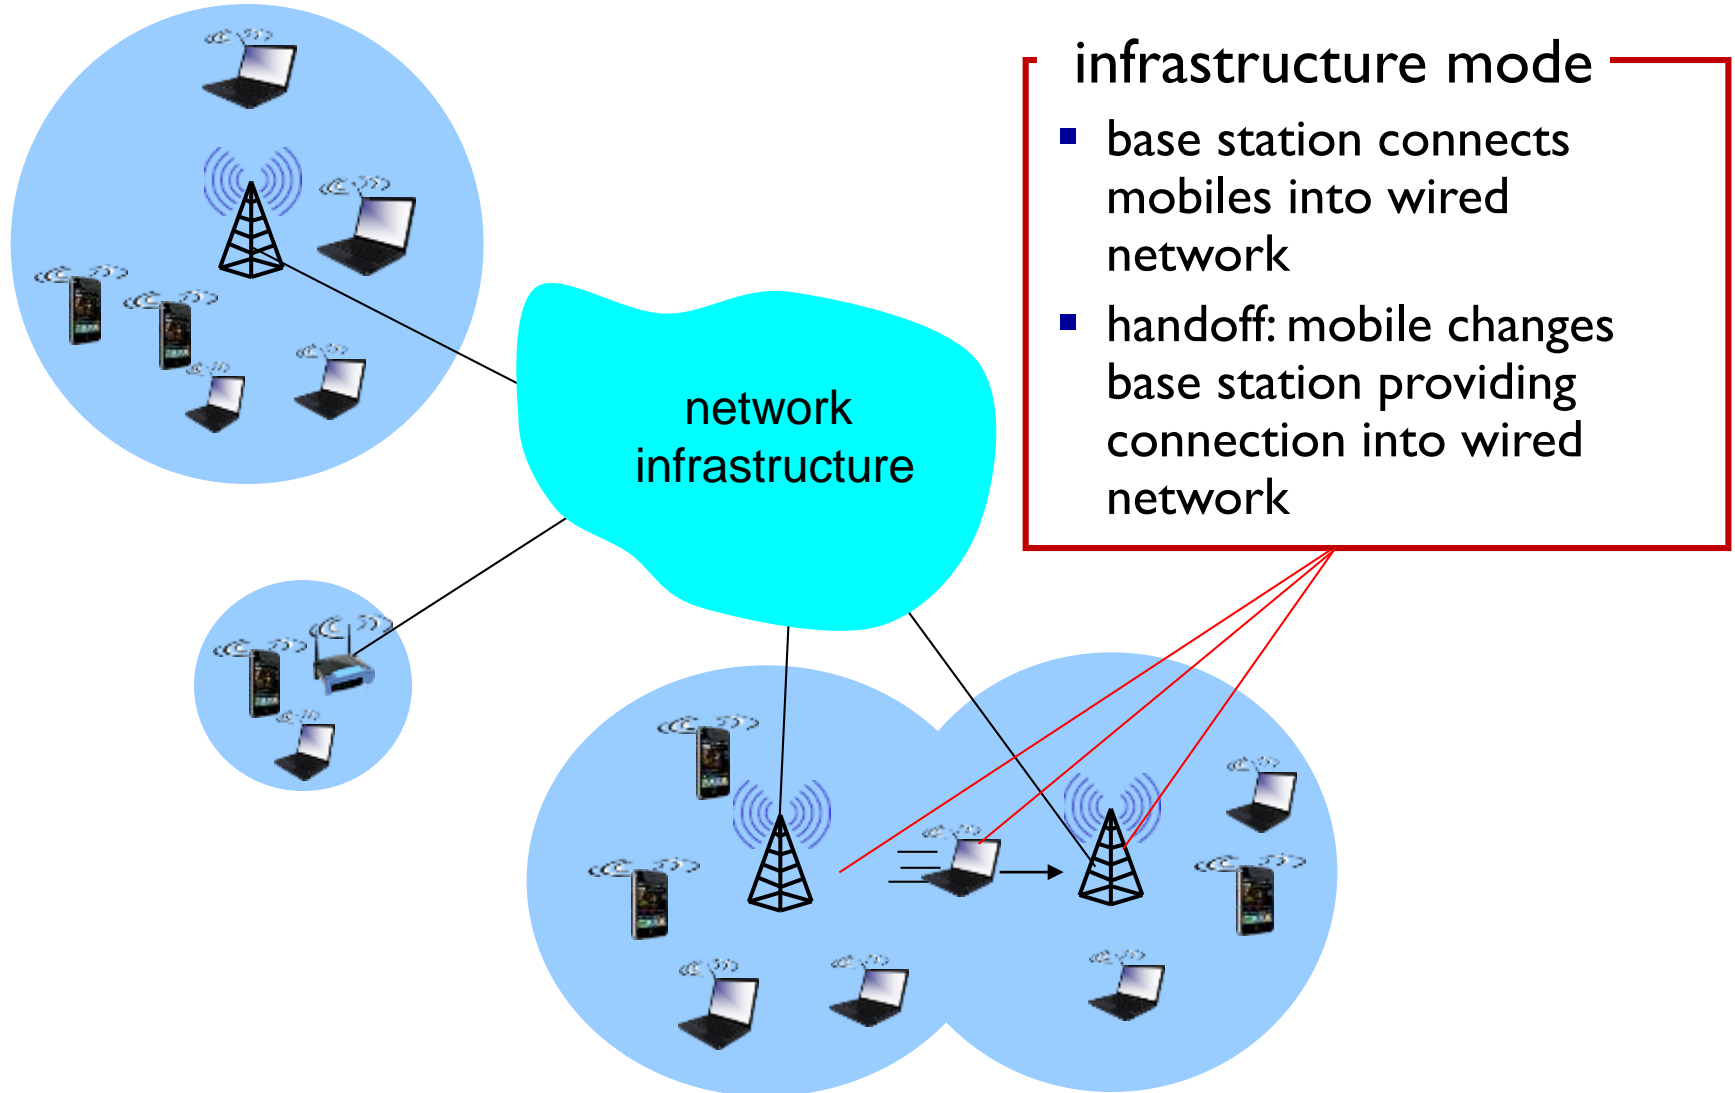 infrastructure mode
base station connects
mobiles into wired
network
handoff: mobile changes
base station providing
connection into wired
network
network
infrastructure